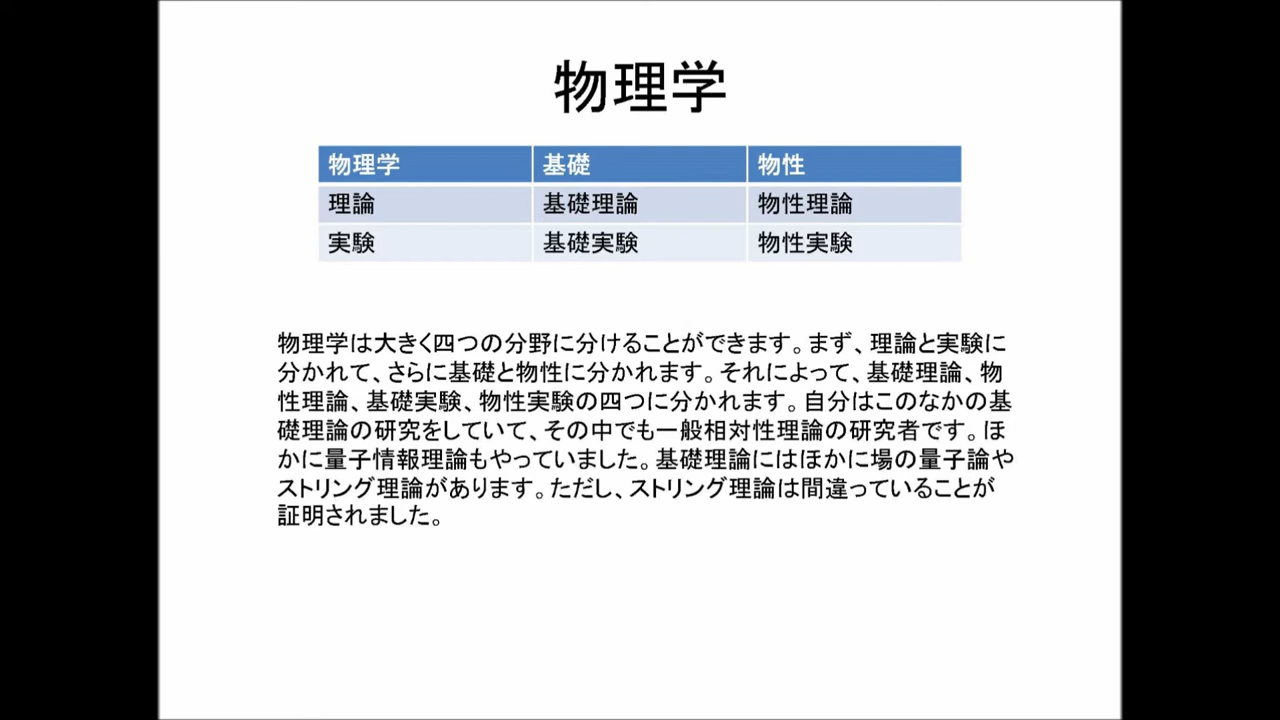 物理学
物理学 基礎 物性
理論 基礎理論 物性理論
実験 基礎実験 物性実験
物理学は大きく四つの分野に分けることができます。まず、理論と実験に
分かれて、さらに基礎と物性に分かれます。それによって、基礎理論、物
性理論、基礎実験、物性実験の四つに分かれます。自分はこのなかの基
礎理論の研究をしていて、その中でも一般相対性理論の研究者です。ほ
かに量子情報理論もやっていました。基礎理論にはほかに場の量子論や
ストリング理論があります。ただし、ストリング理論は間違っていることが
証明されました。